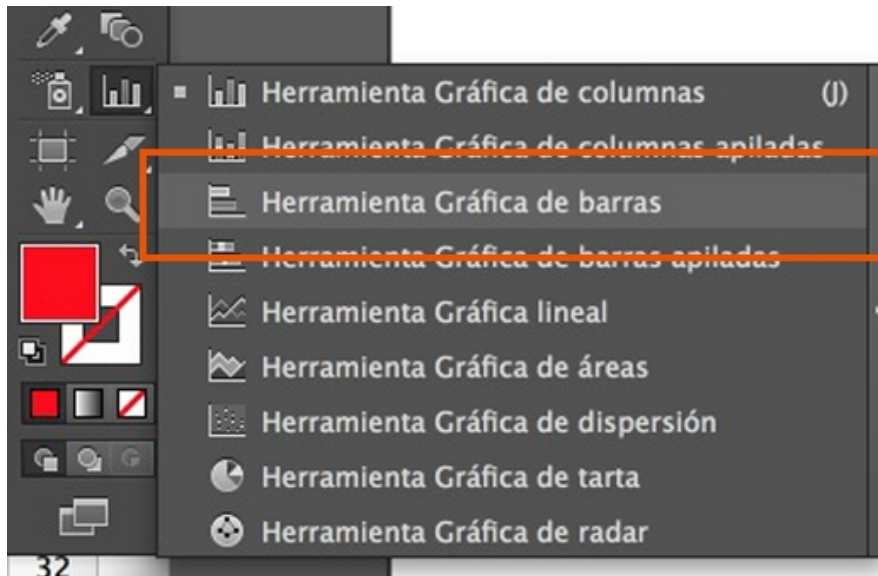 Herramienta Gráfica de columnas (J)
Herramienta Gráfica de columnas apiladas
Herramienta Gráfica de barras
Herramienta Gráfica de barras apiladas
Herramienta Gráfica lineal
Herramienta Gráfica de áreas
Herramienta Gráfica de dispersión
Herramienta Gráfica de tarta
Herramienta Gráfica de radar
32